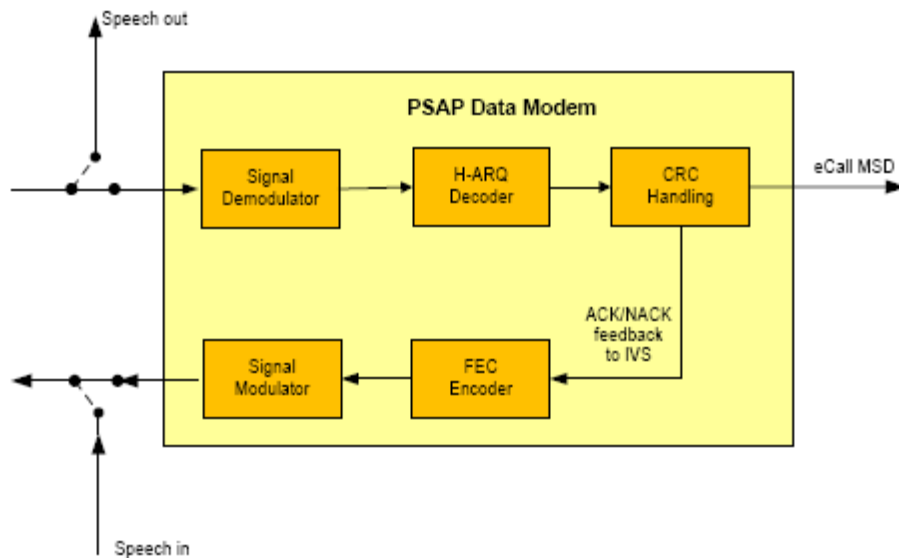 Speech out
PSAP Data Modem
Signal
Demodulator
H-ARQ
Decoder
CRC
Handling
eCall MSD
ACK/NACK
feedback
to IVS
Signal
Modulator
FEC
Encoder
Speech in